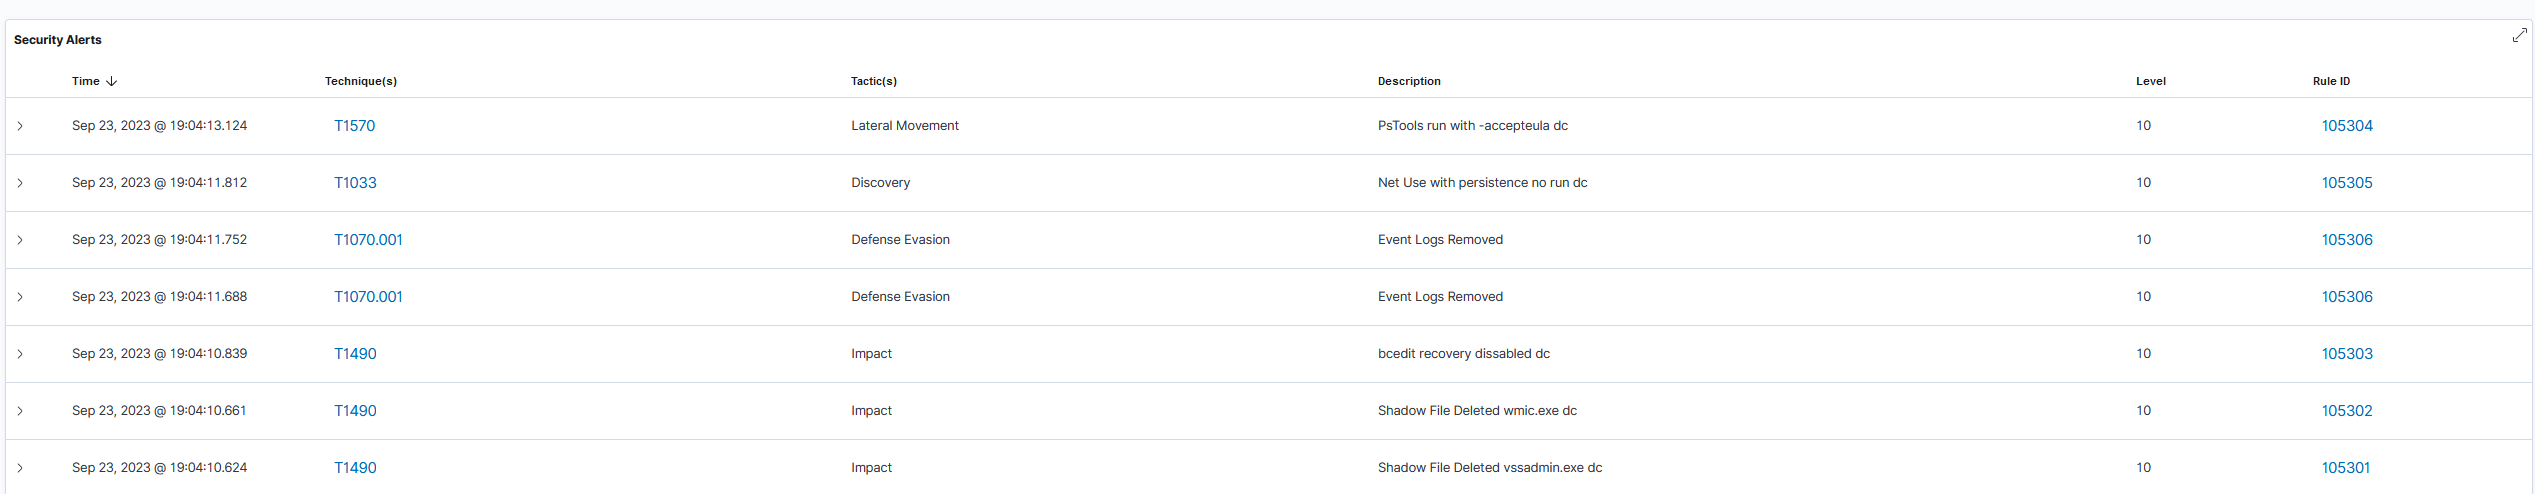 Security Alerts
Time Technique(s) Tactic(s) Description Level Rule ID
Sep 23, 2023 @ 19:04:13.124 T1570 Lateral Movement PsTools run with -accepteula dc 10 105304
Sep 23, 2023 @ 19:04:11.812 T1033 Discovery Net Use with persistence no run dc 10 105305
Sep 23, 2023 @ 19:04:11.752 T1070.001 Defense Evasion Event Logs Removed 10 105306
Sep 23, 2023 @ 19:04:11.688 T1070.001 Defense Evasion Event Logs Removed 10 105306
Sep 23, 2023 @ 19:04:10.839 T1490 Impact bcedit recovery dissabled dc 10 105303
Sep 23, 2023 @ 19:04:10.661 T1490 Impact Shadow File Deleted wmic.exe dc 10 105302
Sep 23, 2023 @ 19:04:10.624 T1490 Impact Shadow File Deleted vssadmin.exe dc 10 105301